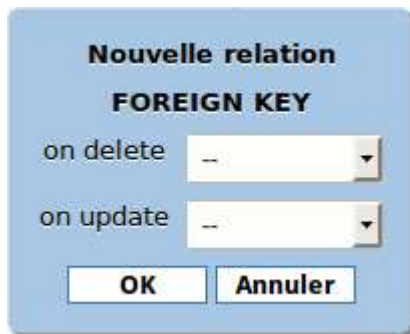 Nouvelle relation
FOREIGN KEY
on delete --
on update --
OK Annuler